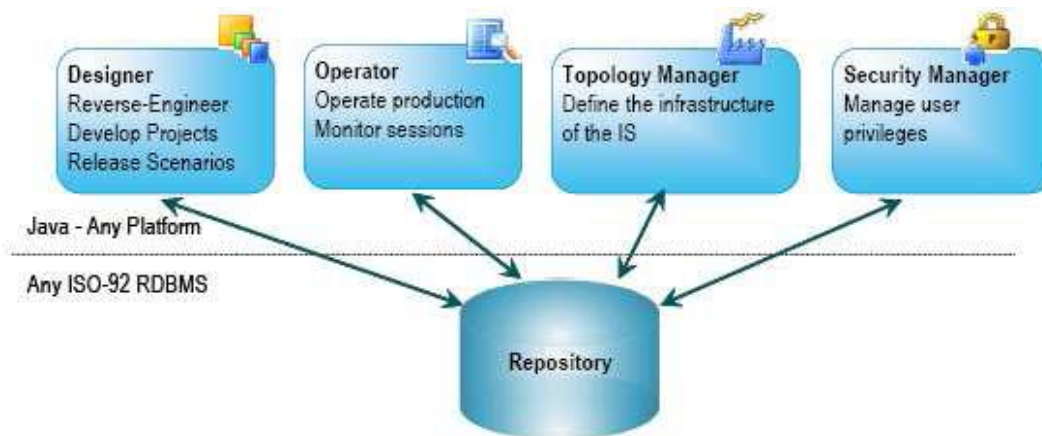 Designer
Reverse-Engineer
Develop Projects
Release Scenarios
Operator
Operate production
Monitor sessions
Topology Manager
Define the infrastructure
of the IS
Security Manager
Manage user
privileges
Java - Any Platform
Any ISO-92 RDBMS
Repository